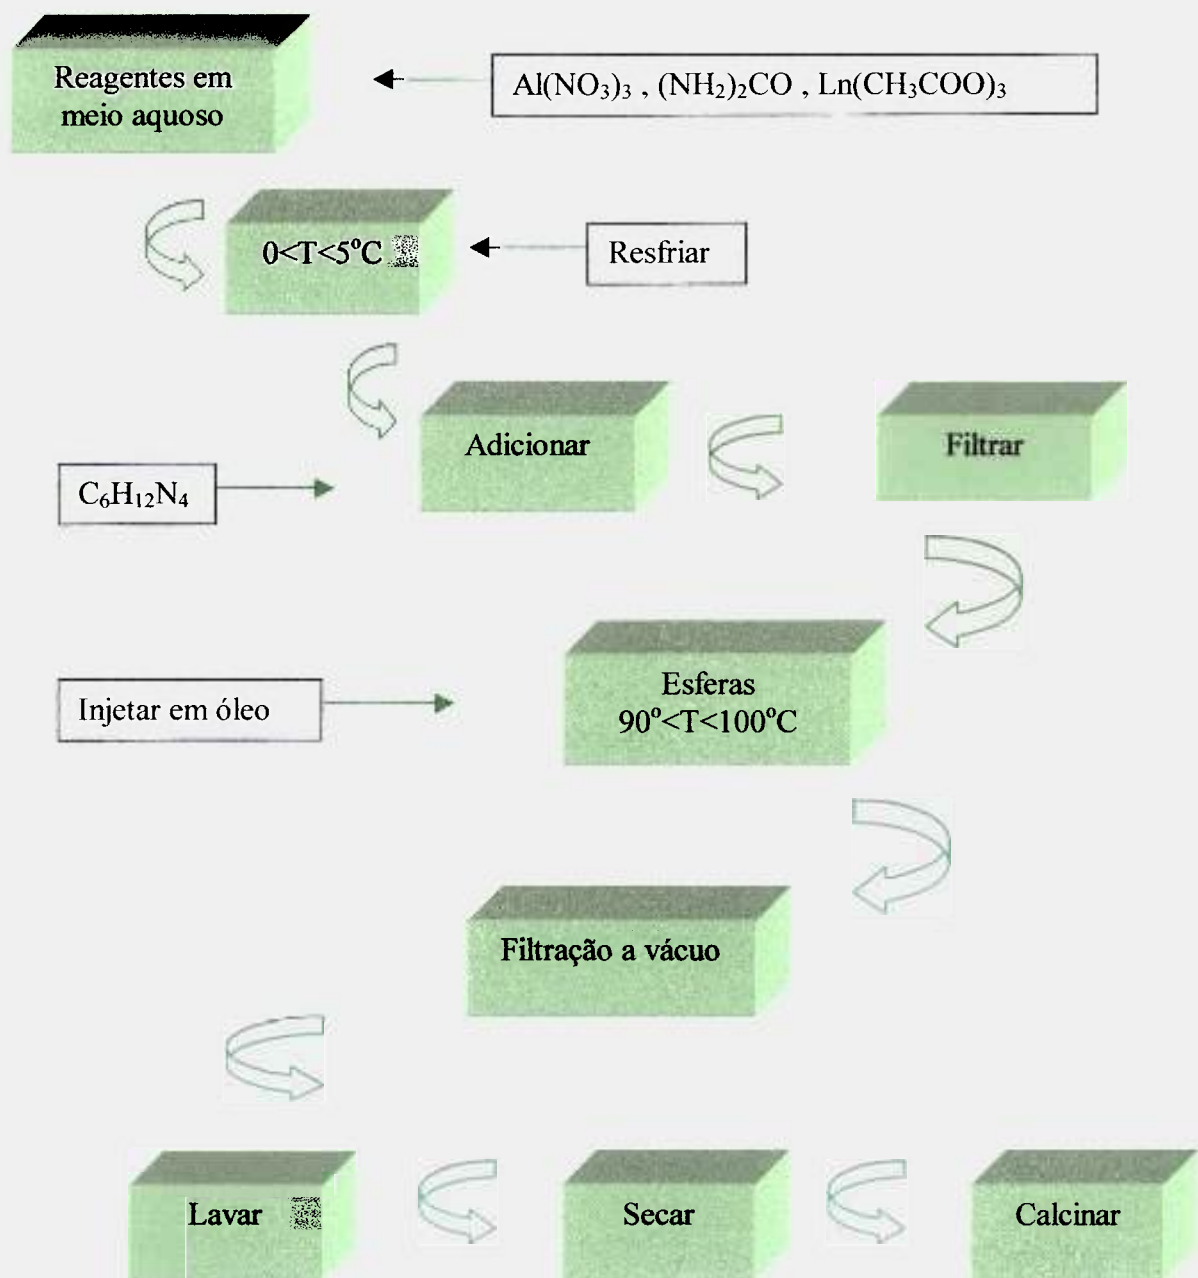 Reagentes em
meio aquoso
Al(NO₃)₃ , (NH₂)₂CO , Ln(CH₃COO)₃
0<T<5°C
Resfriar
Adicionar
Filtrar
C₆H₁₂N₄
Esferas
90°<T<100°C
Injetar em óleo
Filtração a vácuo
Lavar
Secar
Calcinar